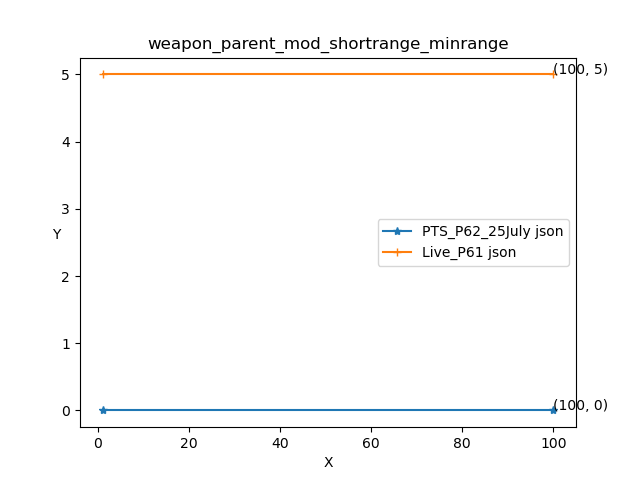 weapon_parent_mod_shortrange_minrange
5
4
3
2
1
0
Y
(100, 5)
PTS_P62_25July json
Live_P61 json
(100, 0)
0
20
40
60
80
100
X